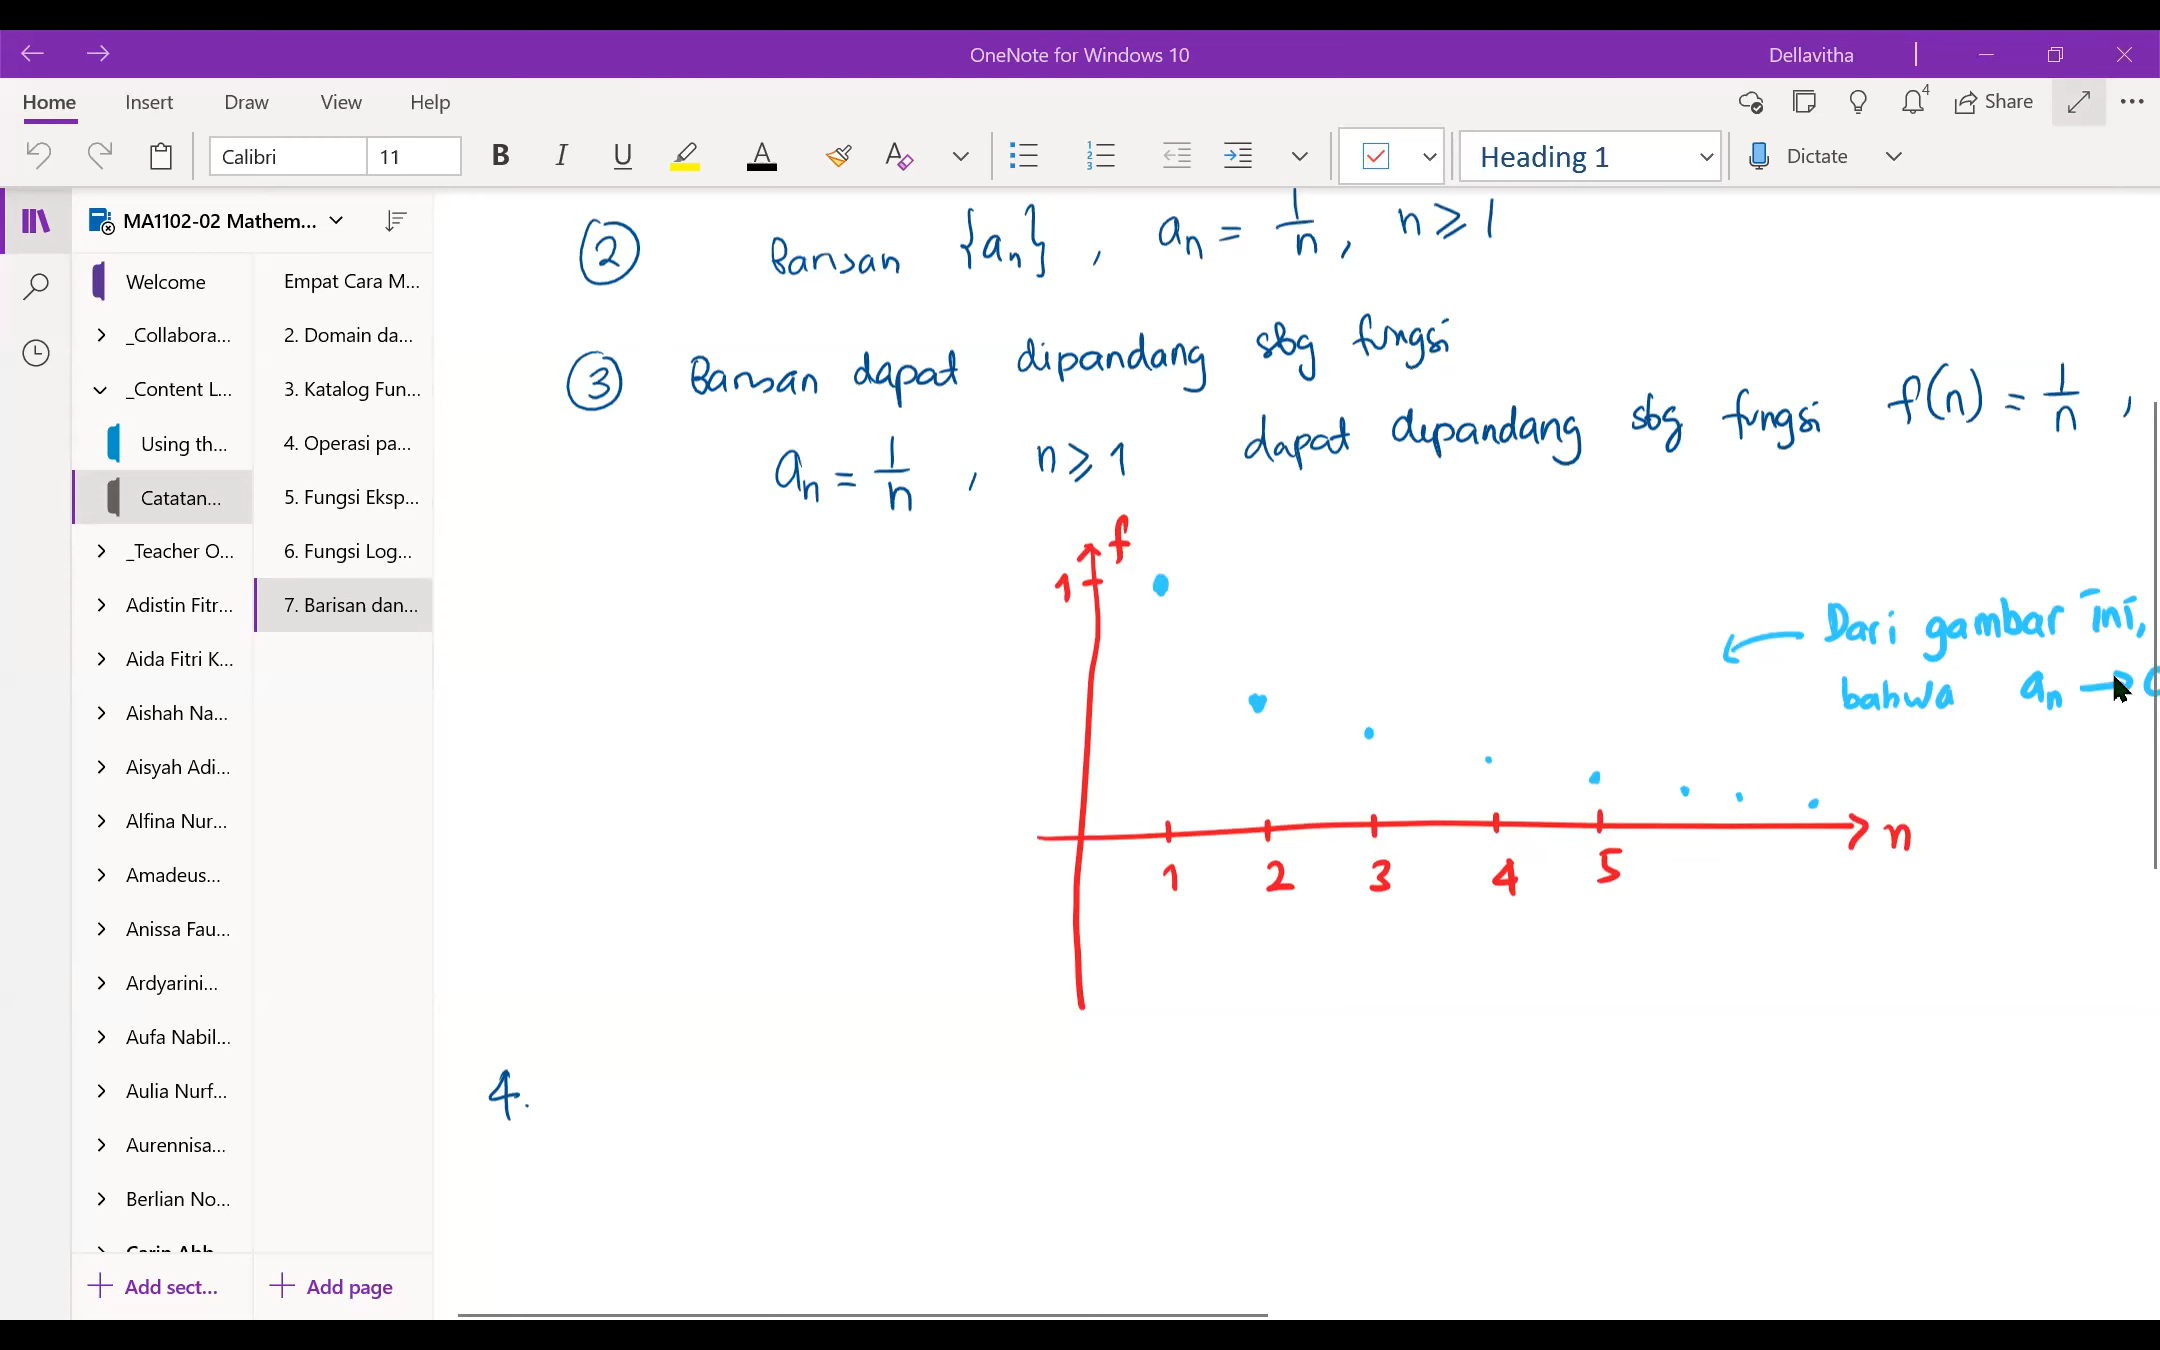 OneNote for Windows 10
Dellavitha
Home Insert Draw View Help
4
Share
Calibri 11 B I U A A Heading 1 Dictate
MA1102-02 Mathem...
Welcome
_Collabora...
_Content L...
Using th...
Catatan...
_Teacher O...
Adistin Fitr...
Aida Fitri K...
Aishah Na...
Aisyah Adi...
Alfina Nur...
Amadeus...
Anissa Fau...
Ardyarini...
Aufa Nabil...
Aulia Nurf...
Aurennisa...
Berlian No...
Add sect...
Empat Cara M...
2. Domain da...
3. Katalog Fun...
4. Operasi pa...
5. Fungsi Eksp...
6. Fungsi Log...
7. Barisan dan...
Add page
② Barisan {aₙ} , aₙ = 1/n , n ≥ 1
③ Barisan dapat dipandang sbg fungsi
aₙ = 1/n , n ≥ 1 dapat dipandang sbg fungsi f(n) = 1/n ,
f
1
Dari gambar ini,
bahwa aₙ → 0
n
1 2 3 4 5
4.